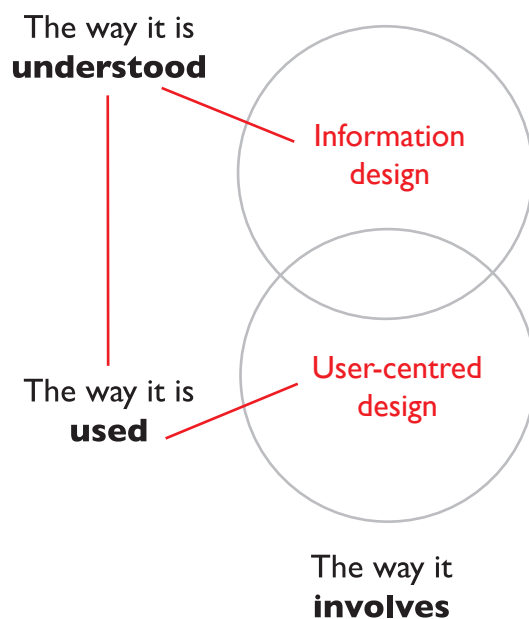 The way it is
understood
Information
design
User-centred
design
The way it is
used
The way it
involves